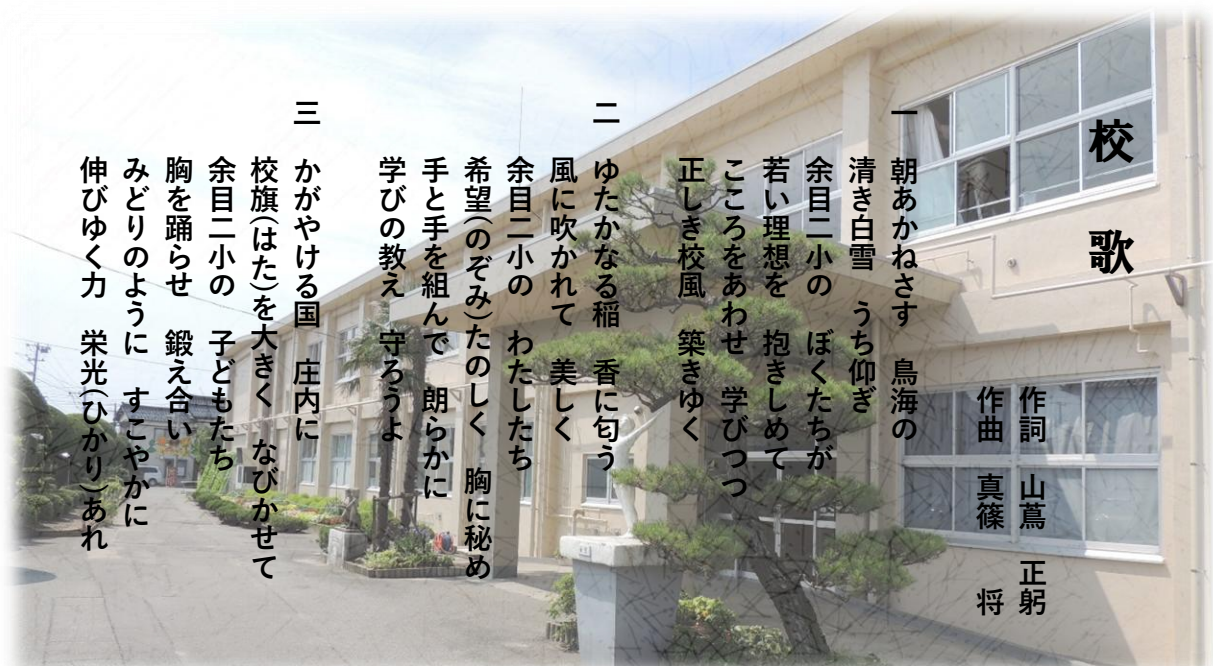 校歌
作詞 山蔦 正躬
作曲 真篠 将
一 朝あかねさす 鳥海の
清き白雪 うち仰ぎ
余目二小の ぼくたちが
若い理想を 抱きしめて
こころをあわせ 学びつつ
正しき校風 築きゆく
二 ゆたかなる稲 香に匂う
風に吹かれて 美しく
余目二小の わたしたち
希望(のぞみ)たのしく 胸に秘め
手と手を組んで 朗らかに
学びの教え 守ろうよ
三 かがやける国 庄内に
校旗(はた)を大きく なびかせて
余目二小の 子どもたち
胸を踊らせ 鍛え合い
みどりのように すこやかに
伸びゆく力 栄光(ひかり)あれ